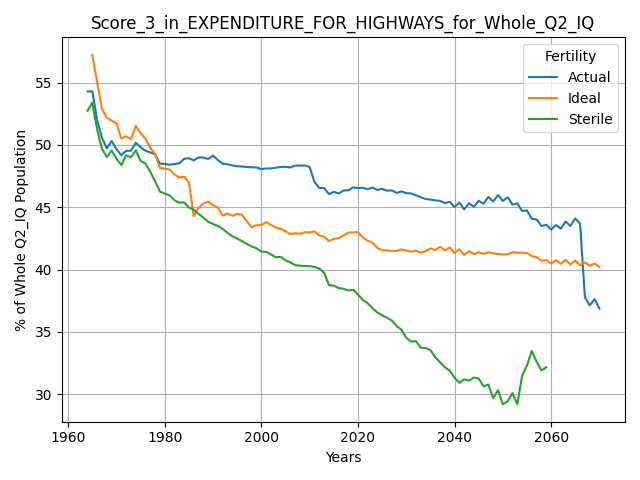 Score_3_in_EXPENDITURE_FOR_HIGHWAYS_for_Whole_Q2_IQ
Fertility
Actual
Ideal
Sterile
% of Whole Q2_IQ Population
55
50
45
40
35
30
1960
1980
2000
2020
2040
2060
Years